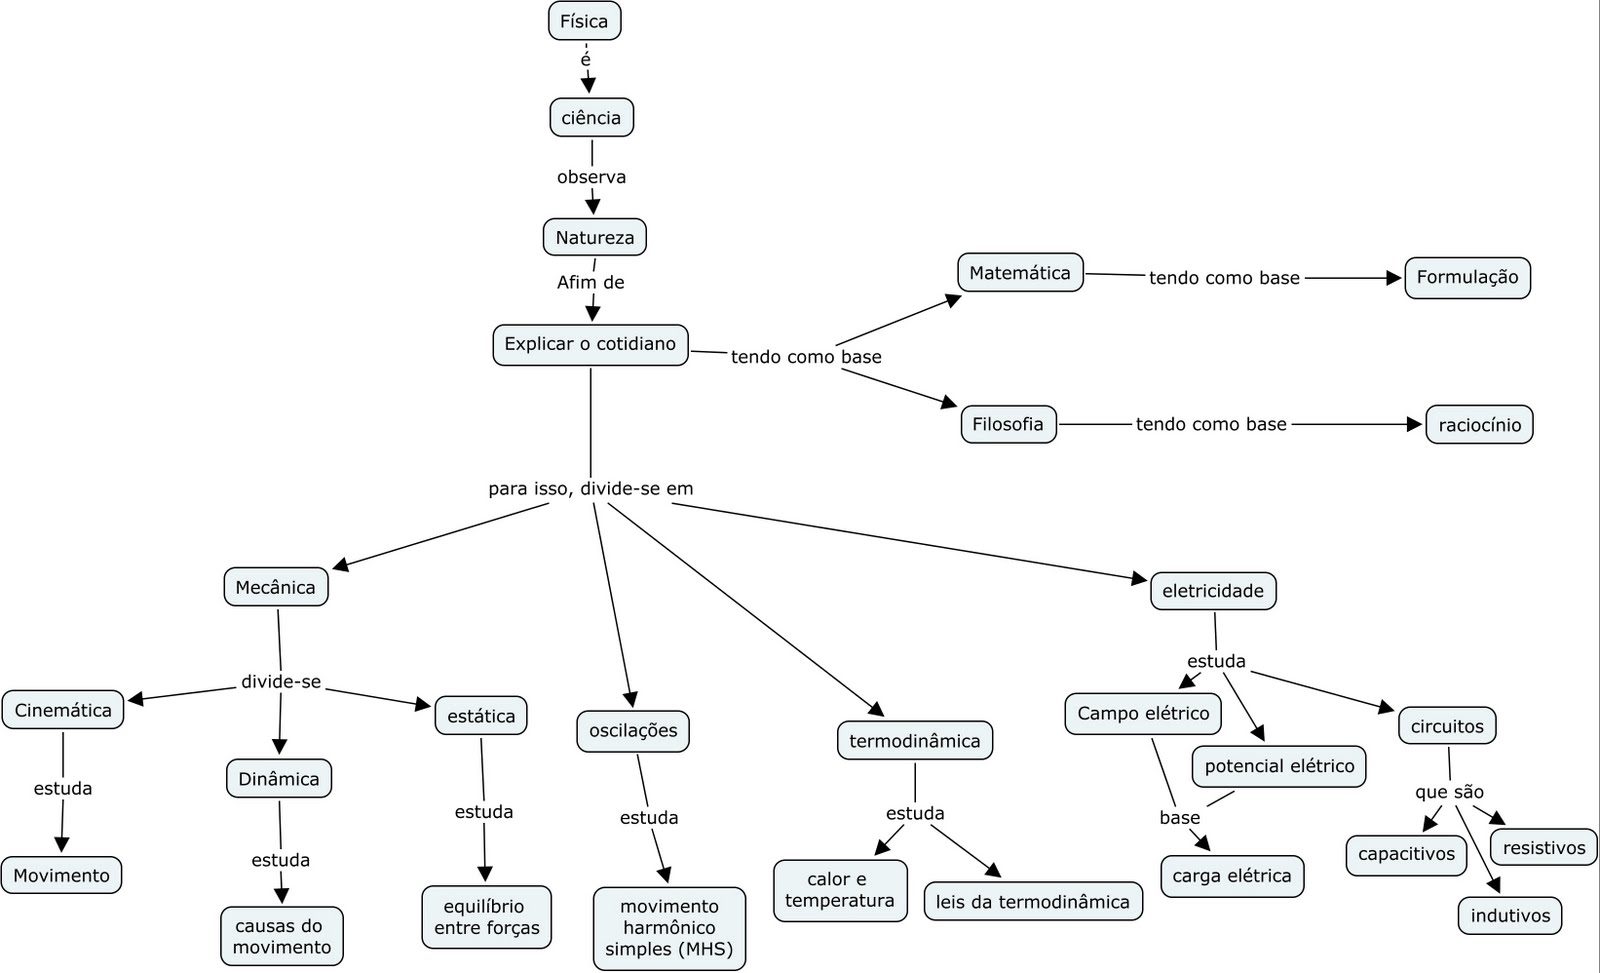 Física
é
ciência
observa
Natureza
Afim de
Explicar o cotidiano
tendo como base
Matemática
tendo como base
Formulação
Filosofia
tendo como base
raciocínio
para isso, divide-se em
Mecânica
divide-se
Cinemática
estuda
Movimento
Dinâmica
estuda
causas do
movimento
estática
estuda
equilíbrio
entre forças
oscilações
estuda
movimento
harmônico
simples (MHS)
termodinâmica
estuda
calor e
temperatura
leis da termodinâmica
eletricidade
estuda
Campo elétrico
potencial elétrico
base
carga elétrica
circuitos
que são
capacitivos
resistivos
indutivos